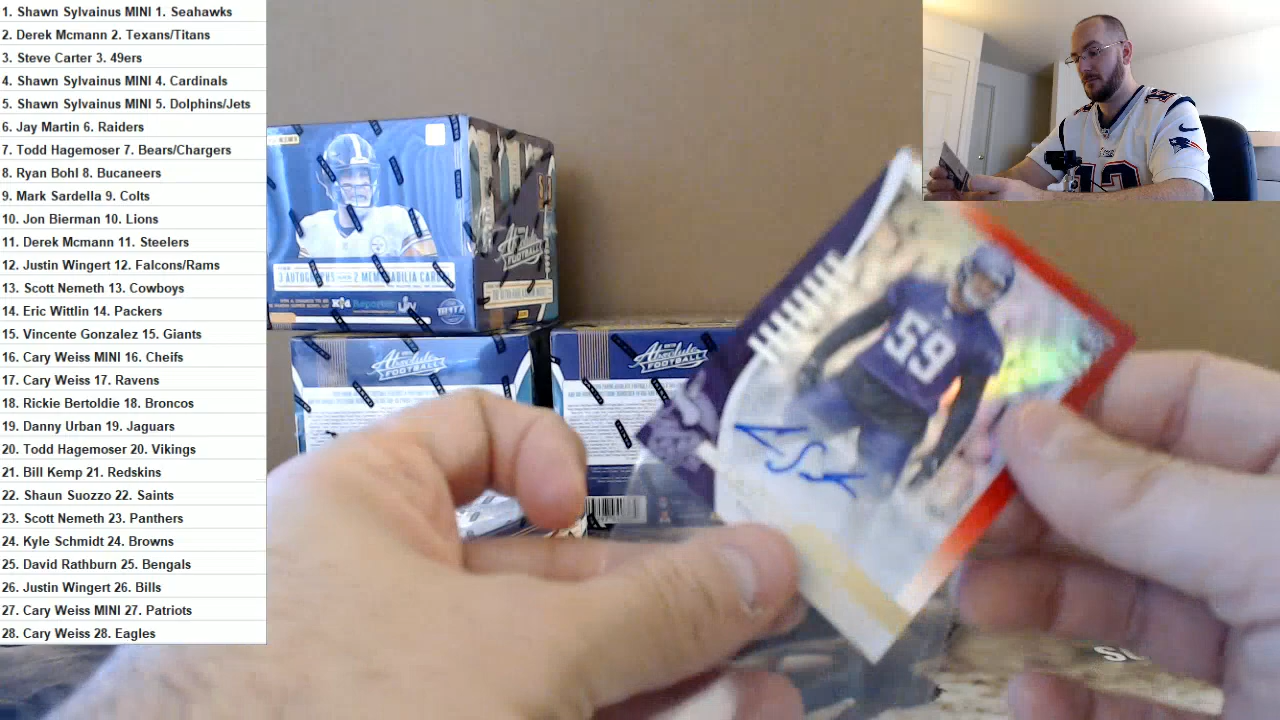 1. Shawn Sylvainus MINI 1. Seahawks
2. Derek Mcmann 2. Texans/Titans
3. Steve Carter 3. 49ers
4. Shawn Sylvainus MINI 4. Cardinals
5. Shawn Sylvainus MINI 5. Dolphins/Jets
6. Jay Martin 6. Raiders
7. Todd Hagemoser 7. Bears/Chargers
8. Ryan Bohl 8. Bucaneers
9. Mark Sardella 9. Colts
10. Jon Bierman 10. Lions
11. Derek Mcmann 11. Steelers
12. Justin Wingert 12. Falcons/Rams
13. Scott Nemeth 13. Cowboys
14. Eric Wittlin 14. Packers
15. Vincente Gonzalez 15. Giants
16. Cary Weiss MINI 16. Cheifs
17. Cary Weiss 17. Ravens
18. Rickie Bertoldie 18. Broncos
19. Danny Urban 19. Jaguars
20. Todd Hagemoser 20. Vikings
21. Bill Kemp 21. Redskins
22. Shaun Suozzo 22. Saints
23. Scott Nemeth 23. Panthers
24. Kyle Schmidt 24. Browns
25. David Rathburn 25. Bengals
26. Justin Wingert 26. Bills
27. Cary Weiss MINI 27. Patriots
28. Cary Weiss 28. Eagles
Absolute
FOOTBALL
3 AUTOGRAPHS 2 MEMORABILIA CARDS
Absolute
FOOTBALL
Absolute
FOOTBALL
59
12